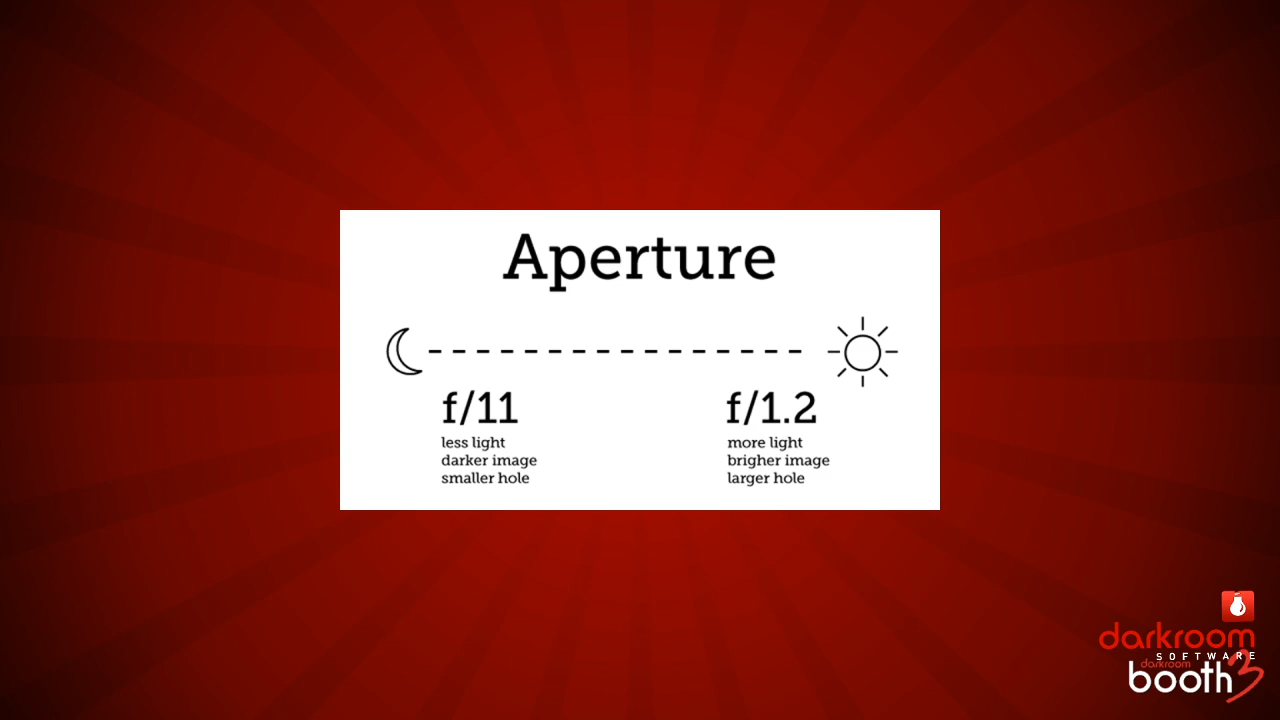 Aperture
f/11
less light
darker image
smaller hole
f/1.2
more light
brigher image
larger hole
darkroom
SOFTWARE
darkroom
booth3